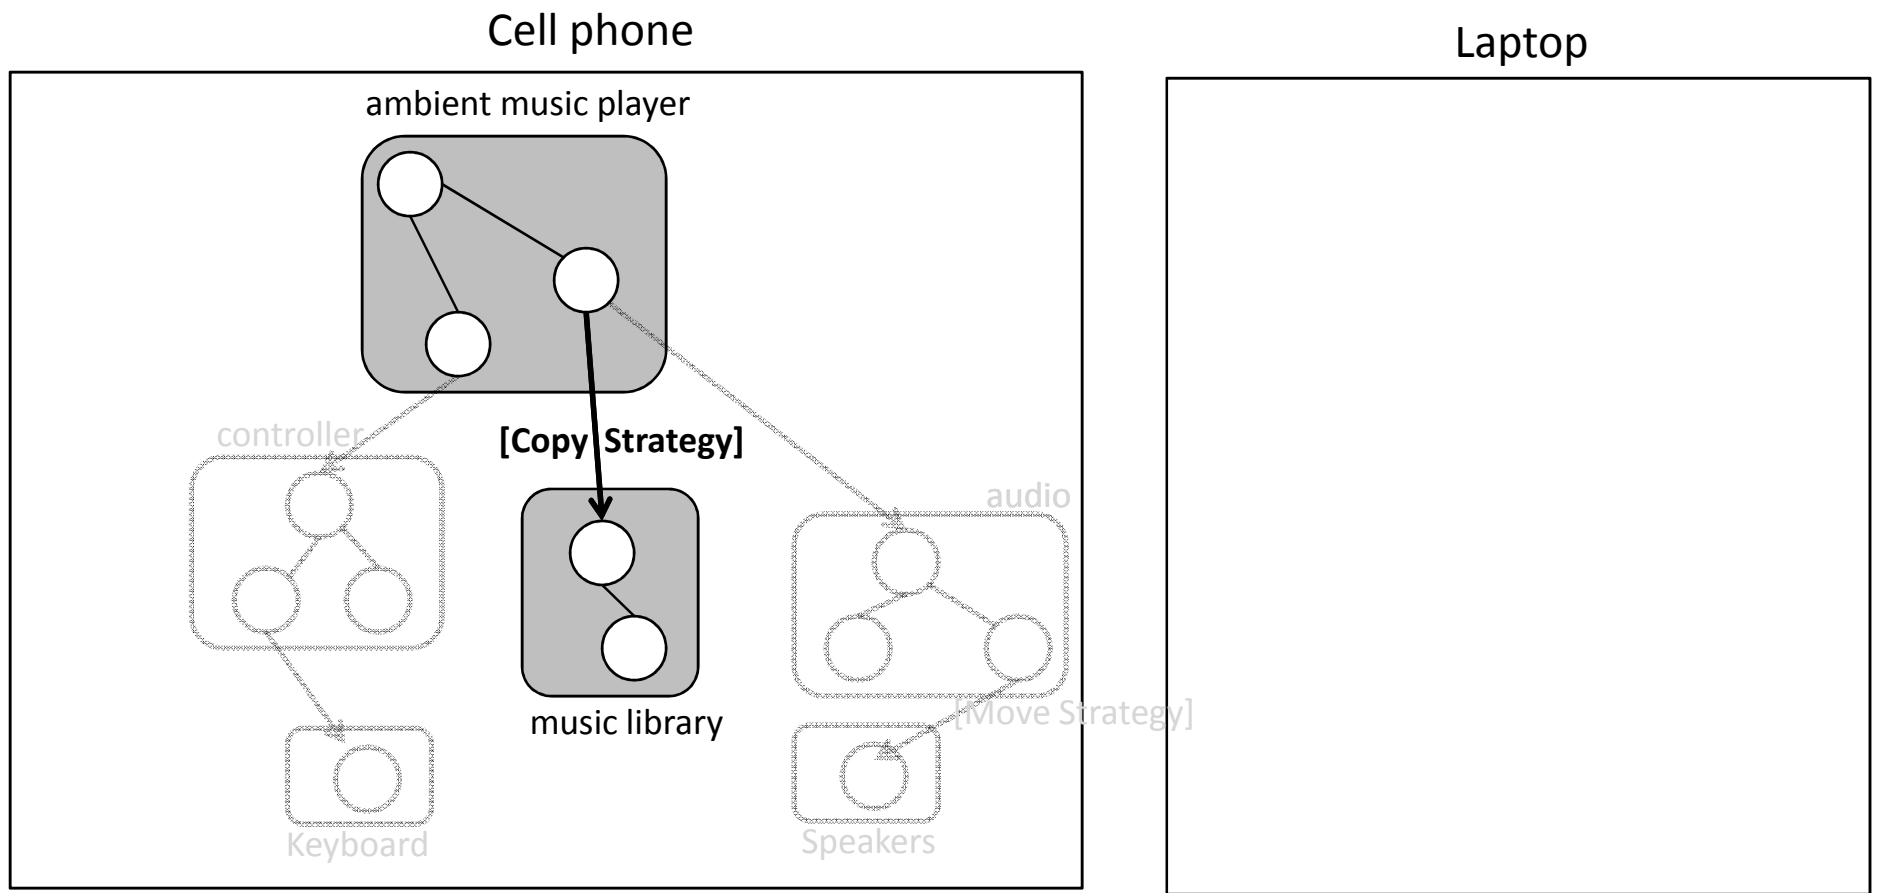 Cell phone
Laptop
ambient music player
controller
[Copy Strategy]
audio
music library
[Move Strategy]
Keyboard
Speakers